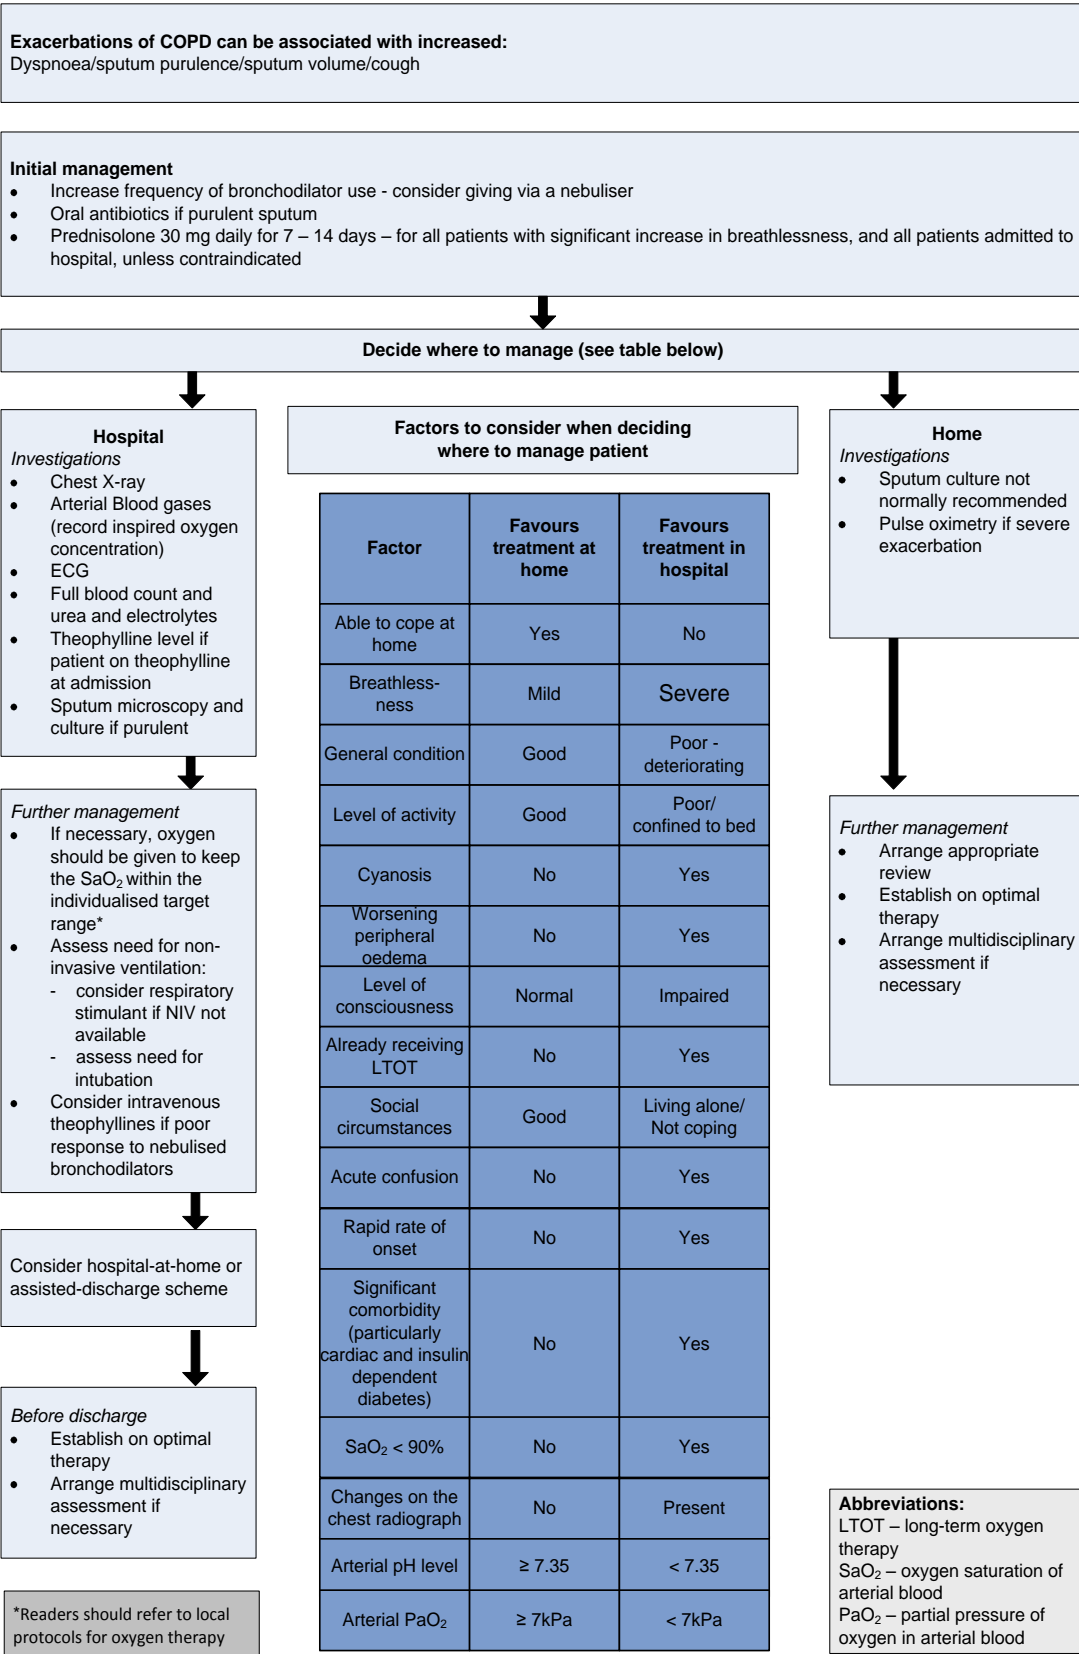 Exacerbations of COPD can be associated with increased:
Dyspnoea/sputum purulence/sputum volume/cough
Initial management
• Increase frequency of bronchodilator use - consider giving via a nebuliser
• Oral antibiotics if purulent sputum
• Prednisolone 30 mg daily for 7 – 14 days – for all patients with significant increase in breathlessness, and all patients admitted to
hospital, unless contraindicated
Decide where to manage (see table below)
Hospital
Investigations
• Chest X-ray
• Arterial Blood gases
(record inspired oxygen
concentration)
• ECG
• Full blood count and
urea and electrolytes
• Theophylline level if
patient on theophylline
at admission
• Sputum microscopy and
culture if purulent
Further management
• If necessary, oxygen
should be given to keep
the SaO₂ within the
individualised target
range*
• Assess need for non-
invasive ventilation:
- consider respiratory
stimulant if NIV not
available
- assess need for
intubation
• Consider intravenous
theophyllines if poor
response to nebulised
bronchodilators
Consider hospital-at-home or
assisted-discharge scheme
Before discharge
• Establish on optimal
therapy
• Arrange multidisciplinary
assessment if
necessary
*Readers should refer to local
protocols for oxygen therapy
Factors to consider when deciding
where to manage patient
Factor
Favours
treatment at
home
Favours
treatment in
hospital
Able to cope at
home
Yes
No
Breathless-
ness
Mild
Severe
General condition
Good
Poor -
deteriorating
Level of activity
Good
Poor/
confined to bed
Cyanosis
No
Yes
Worsening
peripheral
oedema
No
Yes
Level of
consciousness
Normal
Impaired
Already receiving
LTOT
No
Yes
Social
circumstances
Good
Living alone/
Not coping
Acute confusion
No
Yes
Rapid rate of
onset
No
Yes
Significant
comorbidity
(particularly
cardiac and insulin
dependent
diabetes)
No
Yes
SaO₂ < 90%
No
Yes
Changes on the
chest radiograph
No
Present
Arterial pH level
≥ 7.35
< 7.35
Arterial PaO₂
≥ 7kPa
< 7kPa
Home
Investigations
• Sputum culture not
normally recommended
• Pulse oximetry if severe
exacerbation
Further management
• Arrange appropriate
review
• Establish on optimal
therapy
• Arrange multidisciplinary
assessment if
necessary
Abbreviations:
LTOT – long-term oxygen
therapy
SaO₂ – oxygen saturation of
arterial blood
PaO₂ – partial pressure of
oxygen in arterial blood